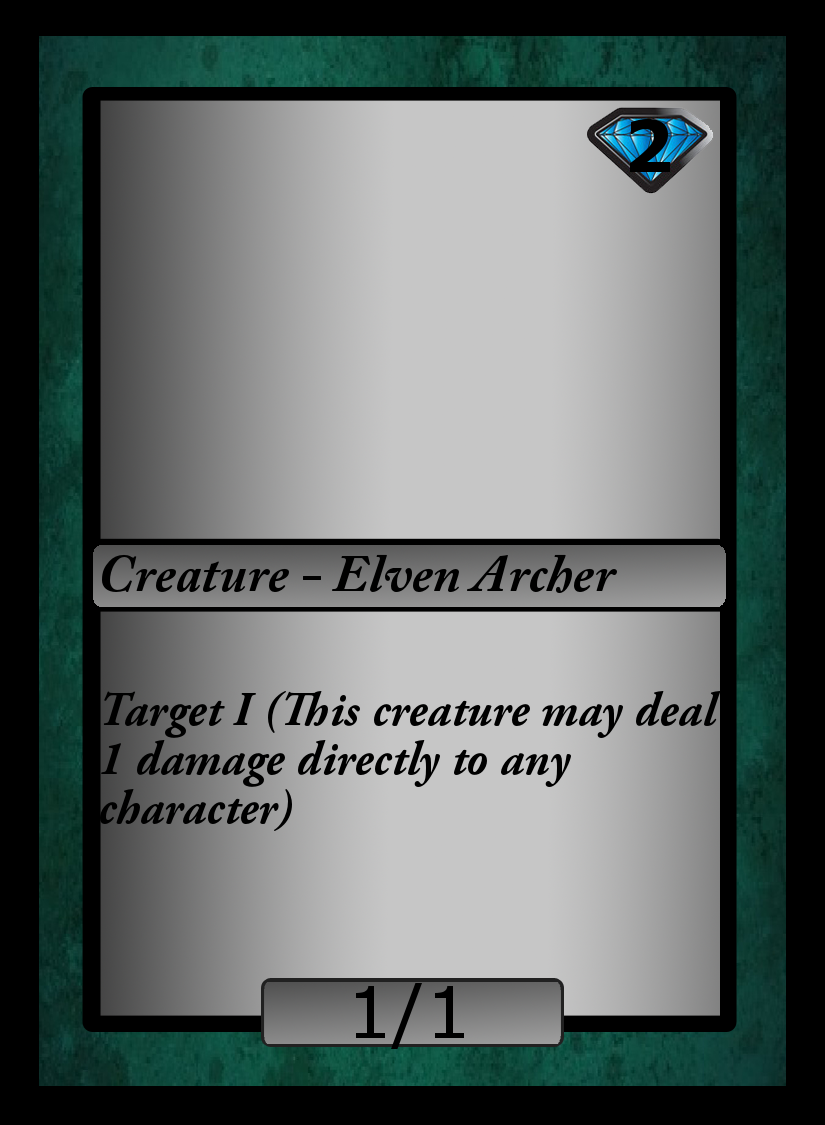 2
Creature – Elven Archer
Target I (This creature may deal
1 damage directly to any
character)
1/1